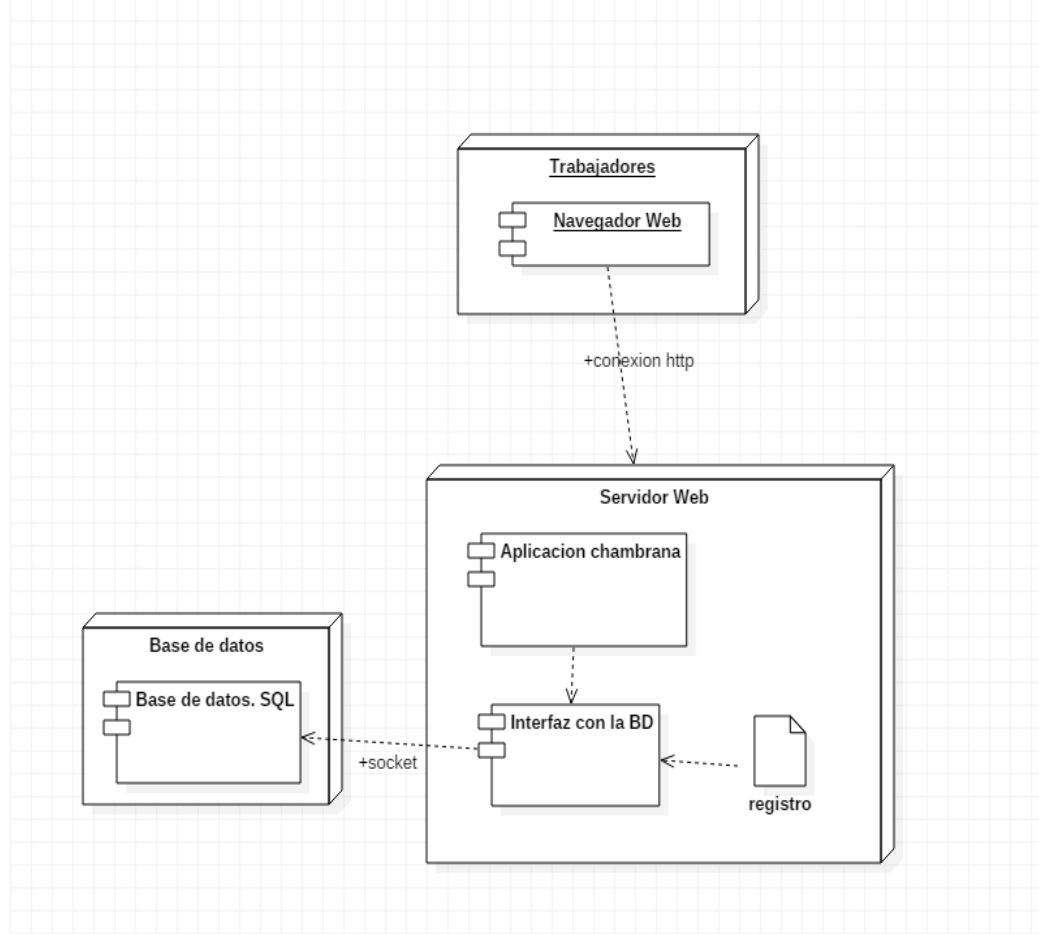 Trabajadores
Navegador Web
+conexion http
Servidor Web
Aplicacion chambrana
Base de datos
Base de datos. SQL
Interfaz con la BD
+socket
registro